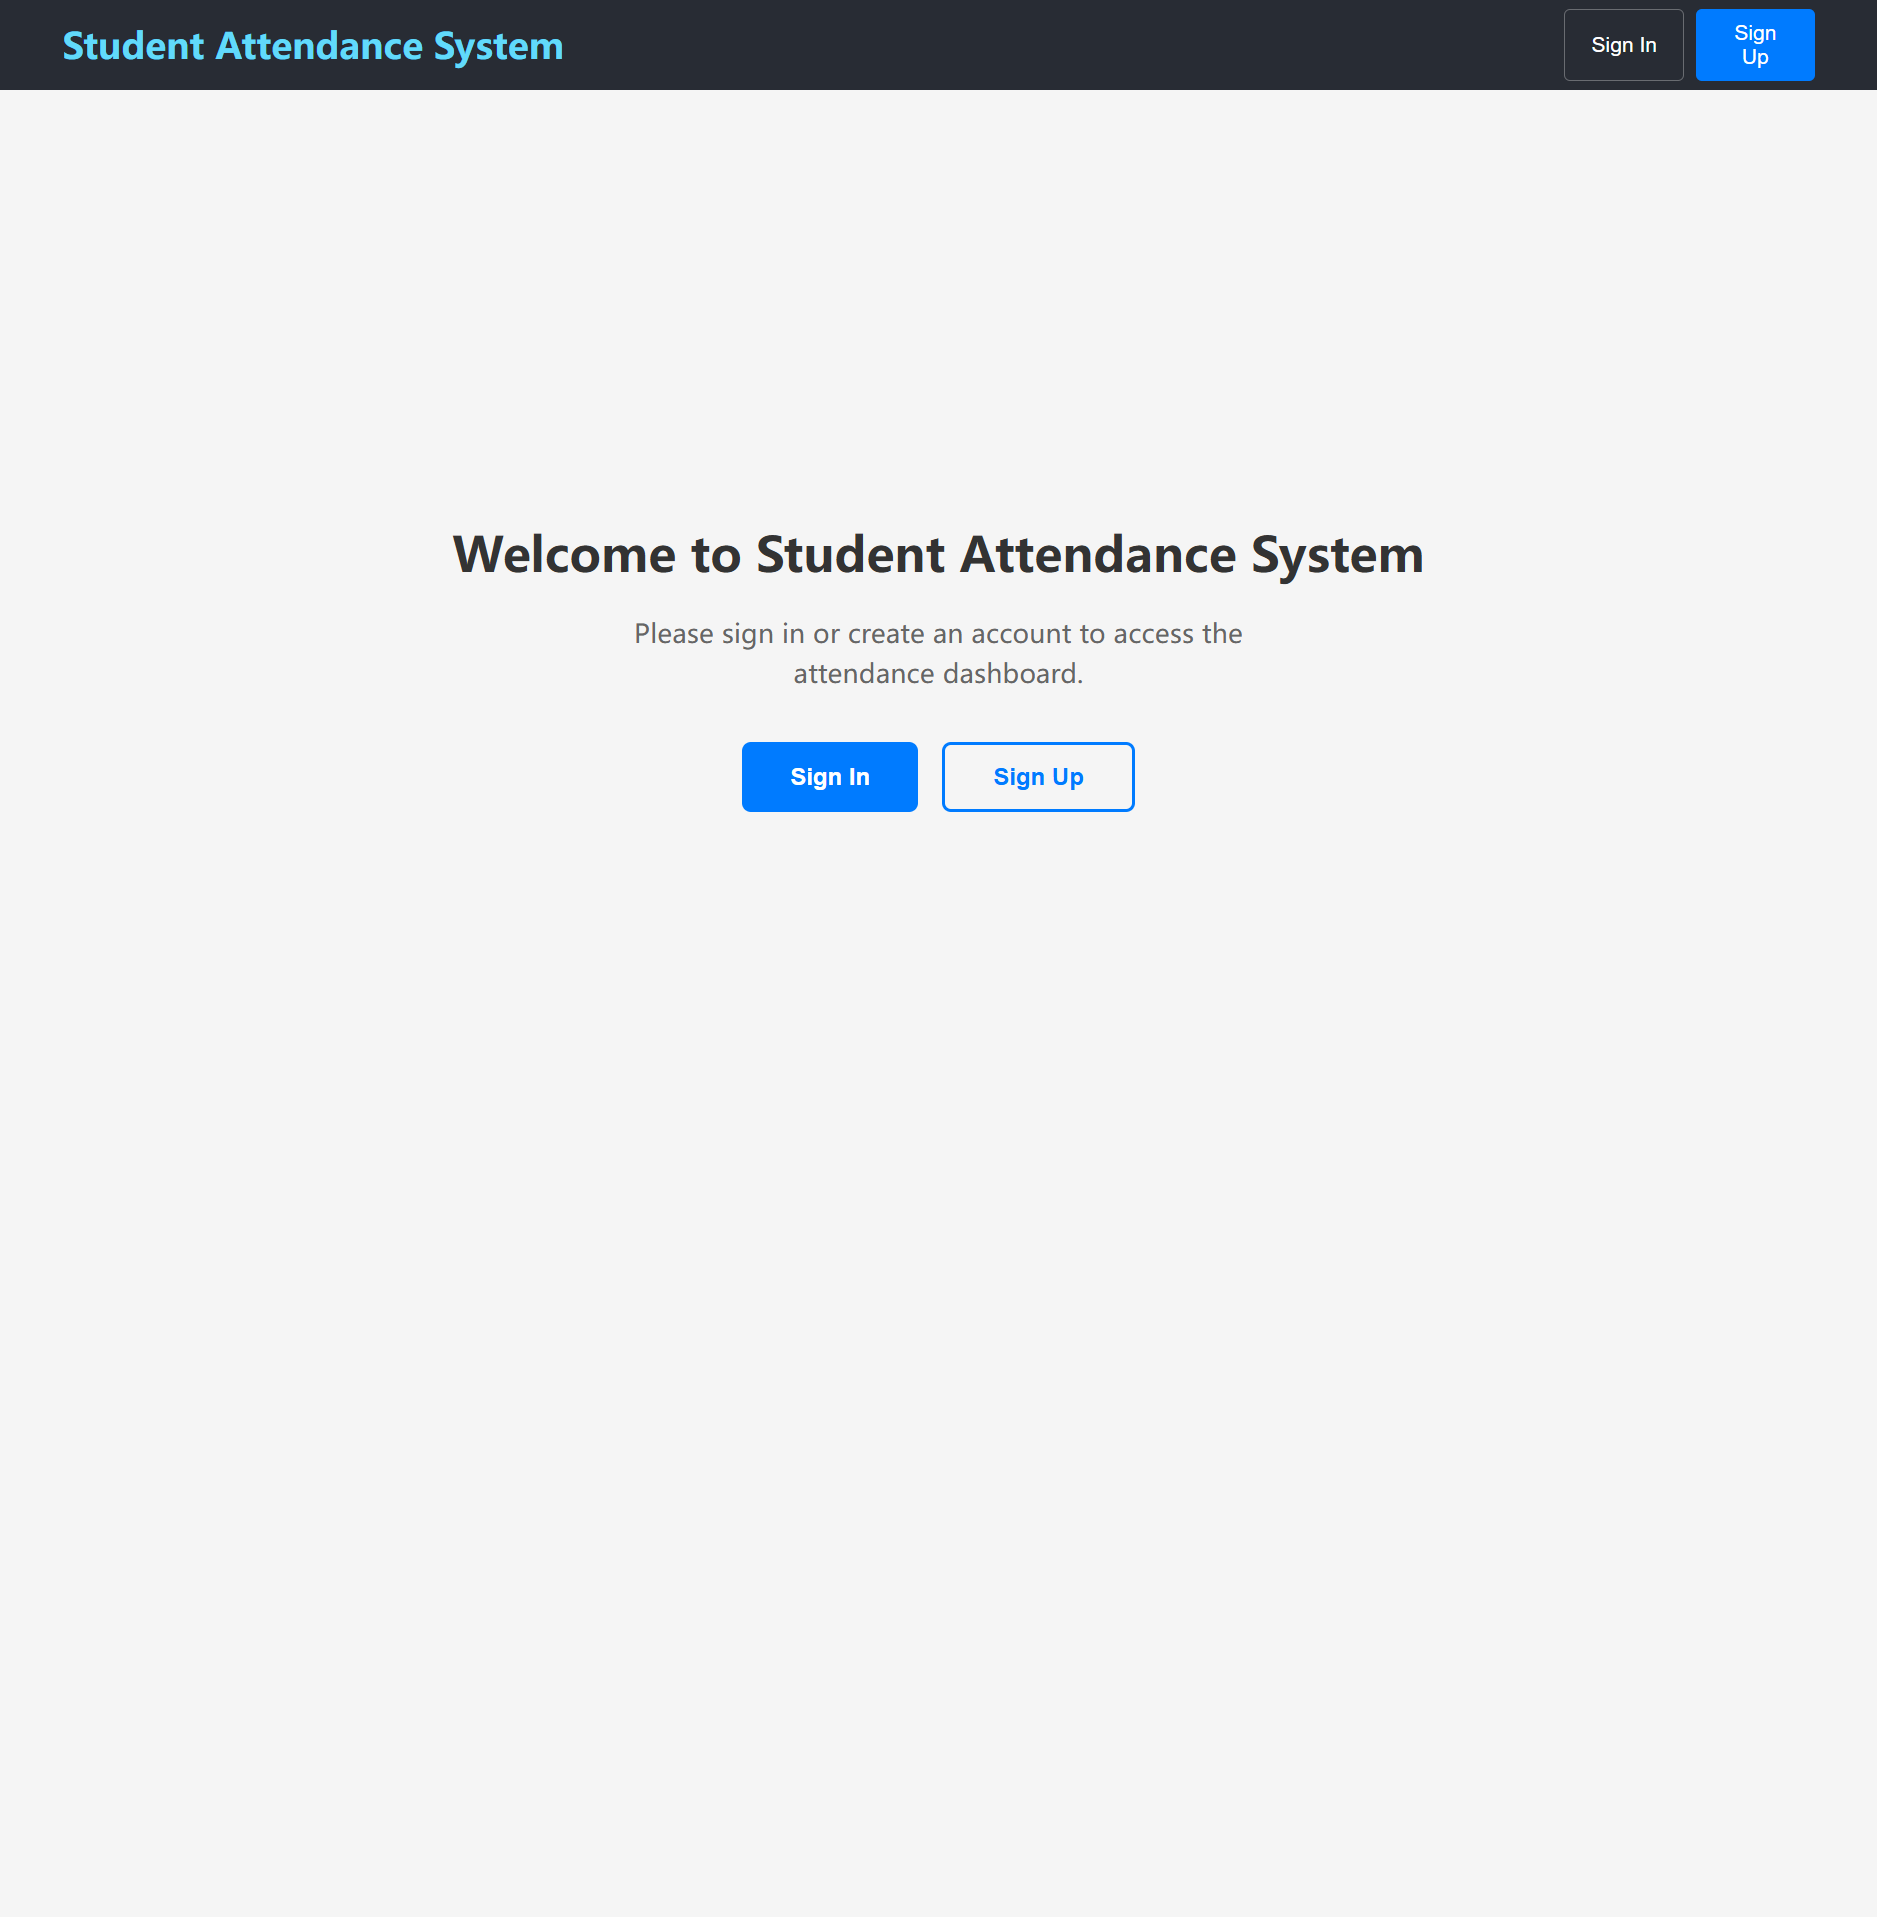 Student Attendance System
Sign In
Sign
Up
Welcome to Student Attendance System
Please sign in or create an account to access the
attendance dashboard.
Sign In
Sign Up